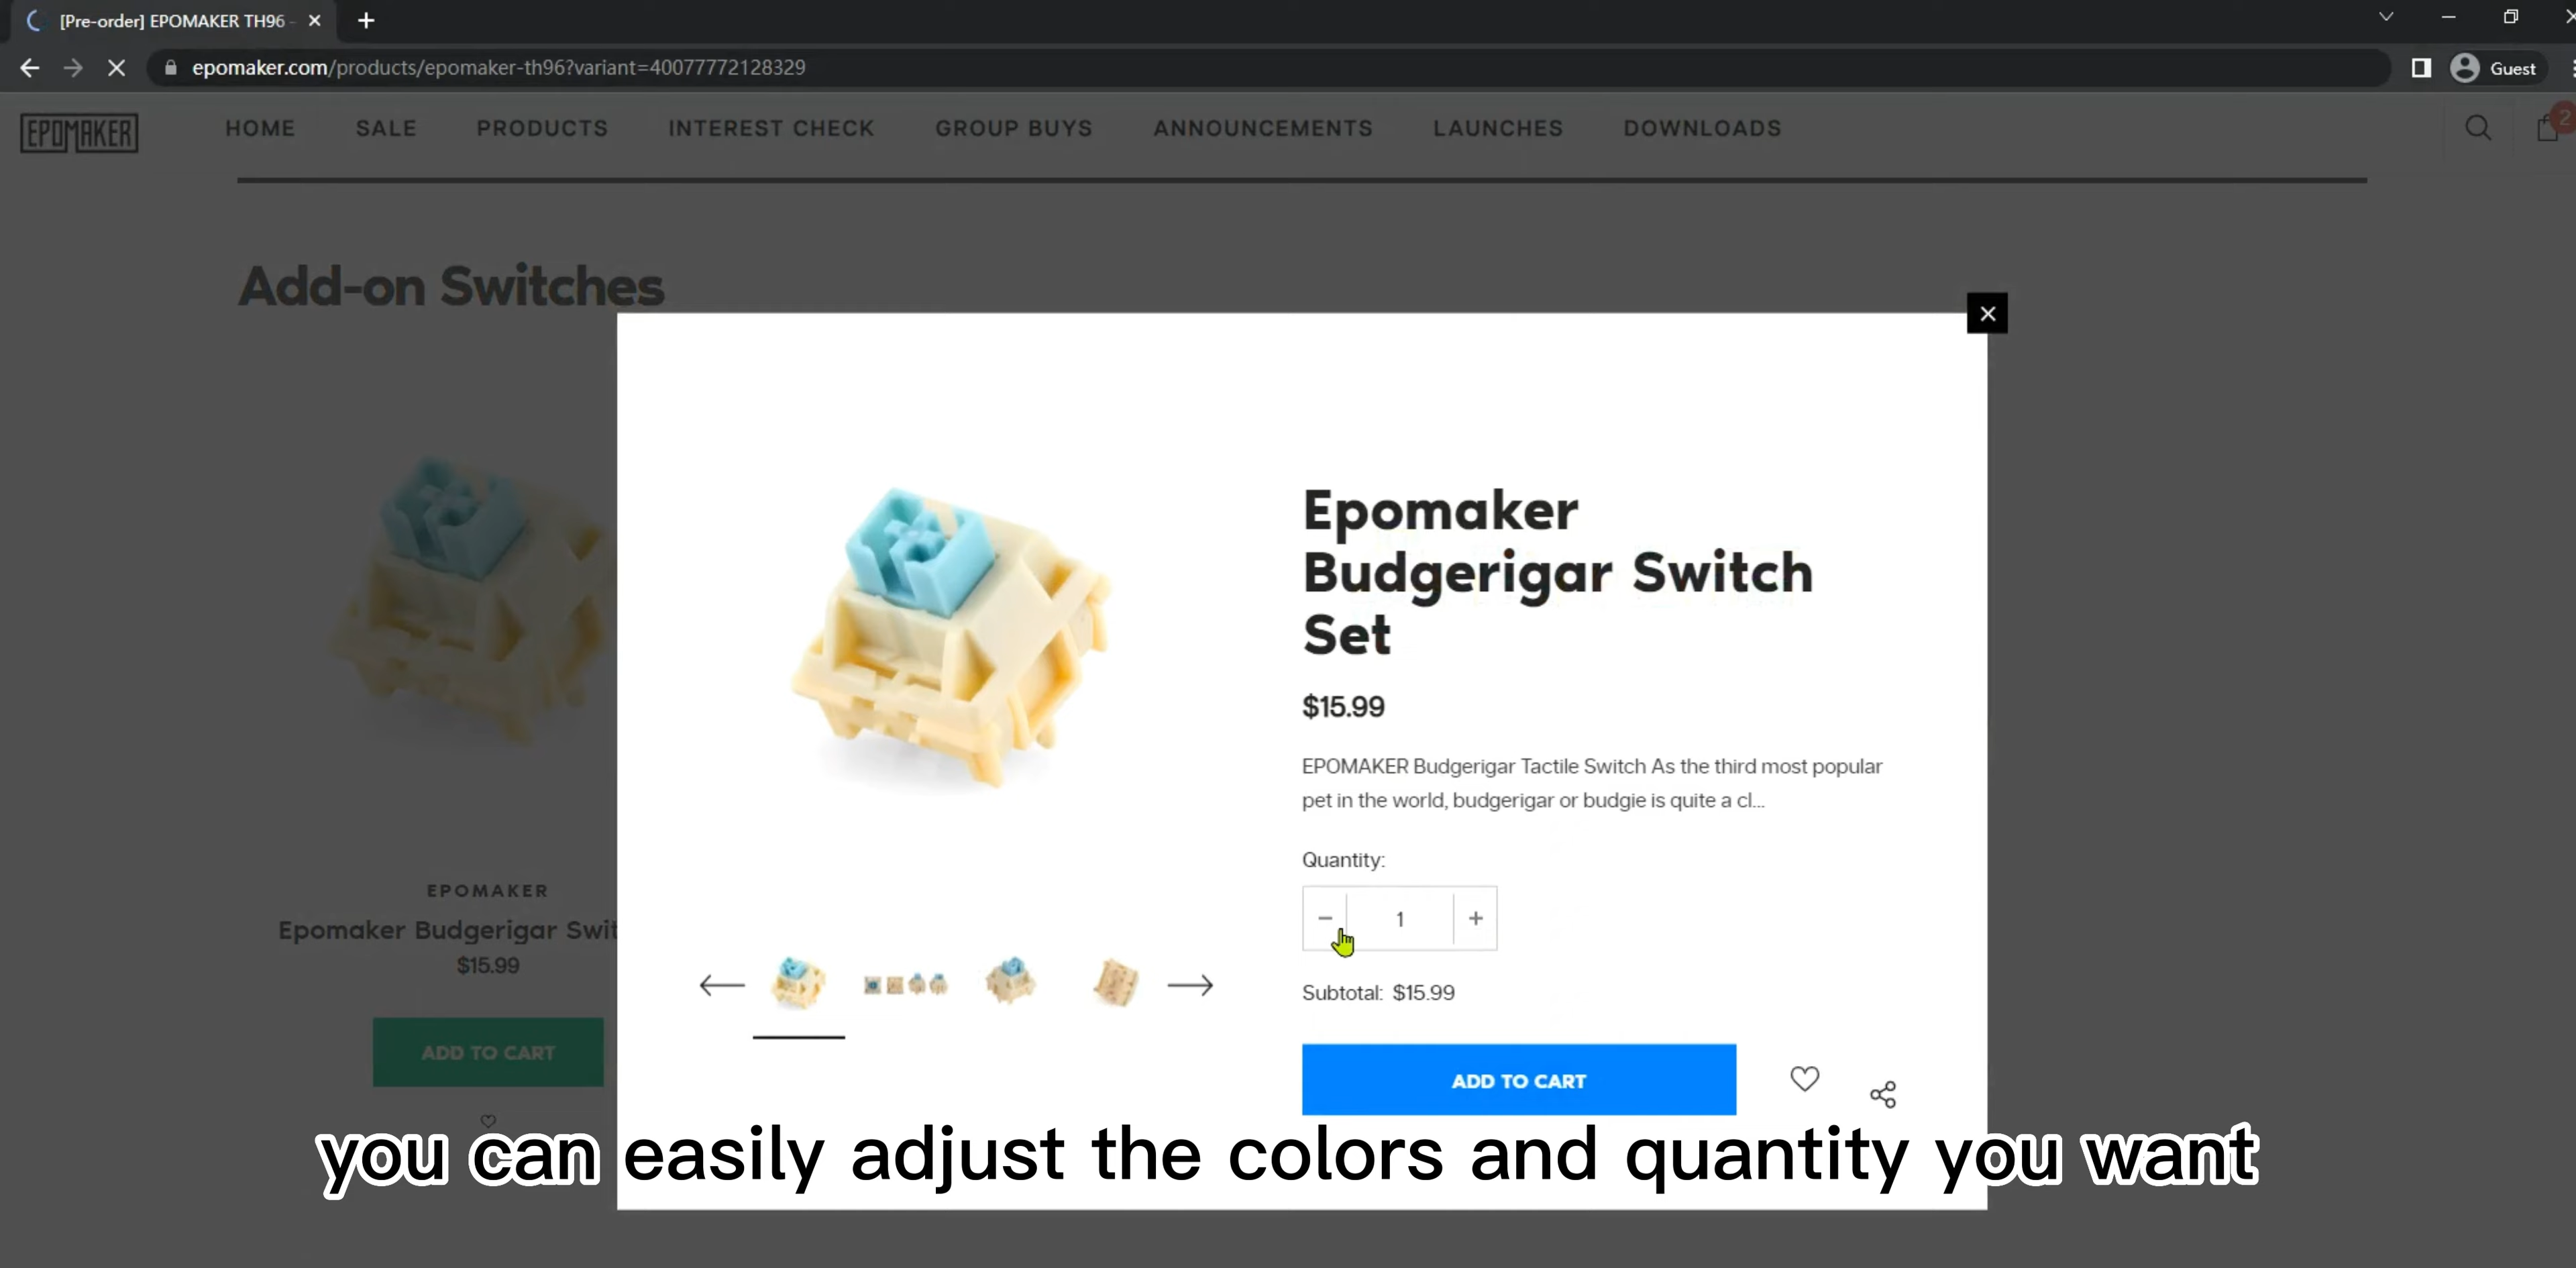 [Pre-order] EPOMAKER TH96 -
epomaker.com/products/epomaker-th96?variant=40077772128329
Guest
EPOMAKER
HOME SALE PRODUCTS INTEREST CHECK GROUP BUYS ANNOUNCEMENTS LAUNCHES DOWNLOADS
2
Add-on Switches
EPOMAKER
Epomaker Budgerigar Swit
$15.99
ADD TO CART
Epomaker
Budgerigar Switch
Set
$15.99
EPOMAKER Budgerigar Tactile Switch As the third most popular
pet in the world, budgerigar or budgie is quite a cl...
Quantity:
− 1 +
Subtotal: $15.99
ADD TO CART
you can easily adjust the colors and quantity you want